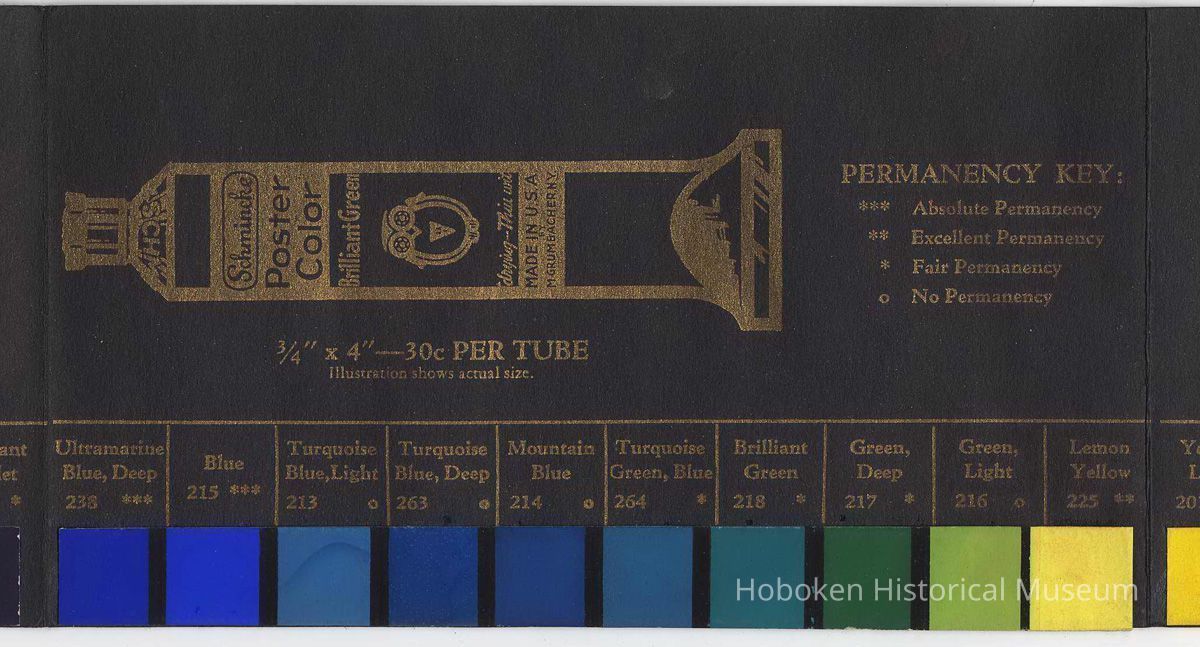 Schmincke
Poster
Color
Brilliant Green
MADE IN U.S.A.
M. GRUMBACHER, N.Y.
PERMANENCY KEY:
*** Absolute Permanency
** Excellent Permanency
* Fair Permanency
o No Permanency
3/4" x 4"—30c PER TUBE
Illustration shows actual size.
*
Ultramarine
Blue, Deep
238 ***
Blue
215 ***
Turquoise
Blue, Light
213 o
Turquoise
Blue, Deep
263 o
Mountain
Blue
214 o
Turquoise
Green, Blue
264 *
Brilliant
Green
218 *
Green,
Deep
217 *
Green,
Light
216 o
Lemon
Yellow
225 **
Hoboken Historical Museum